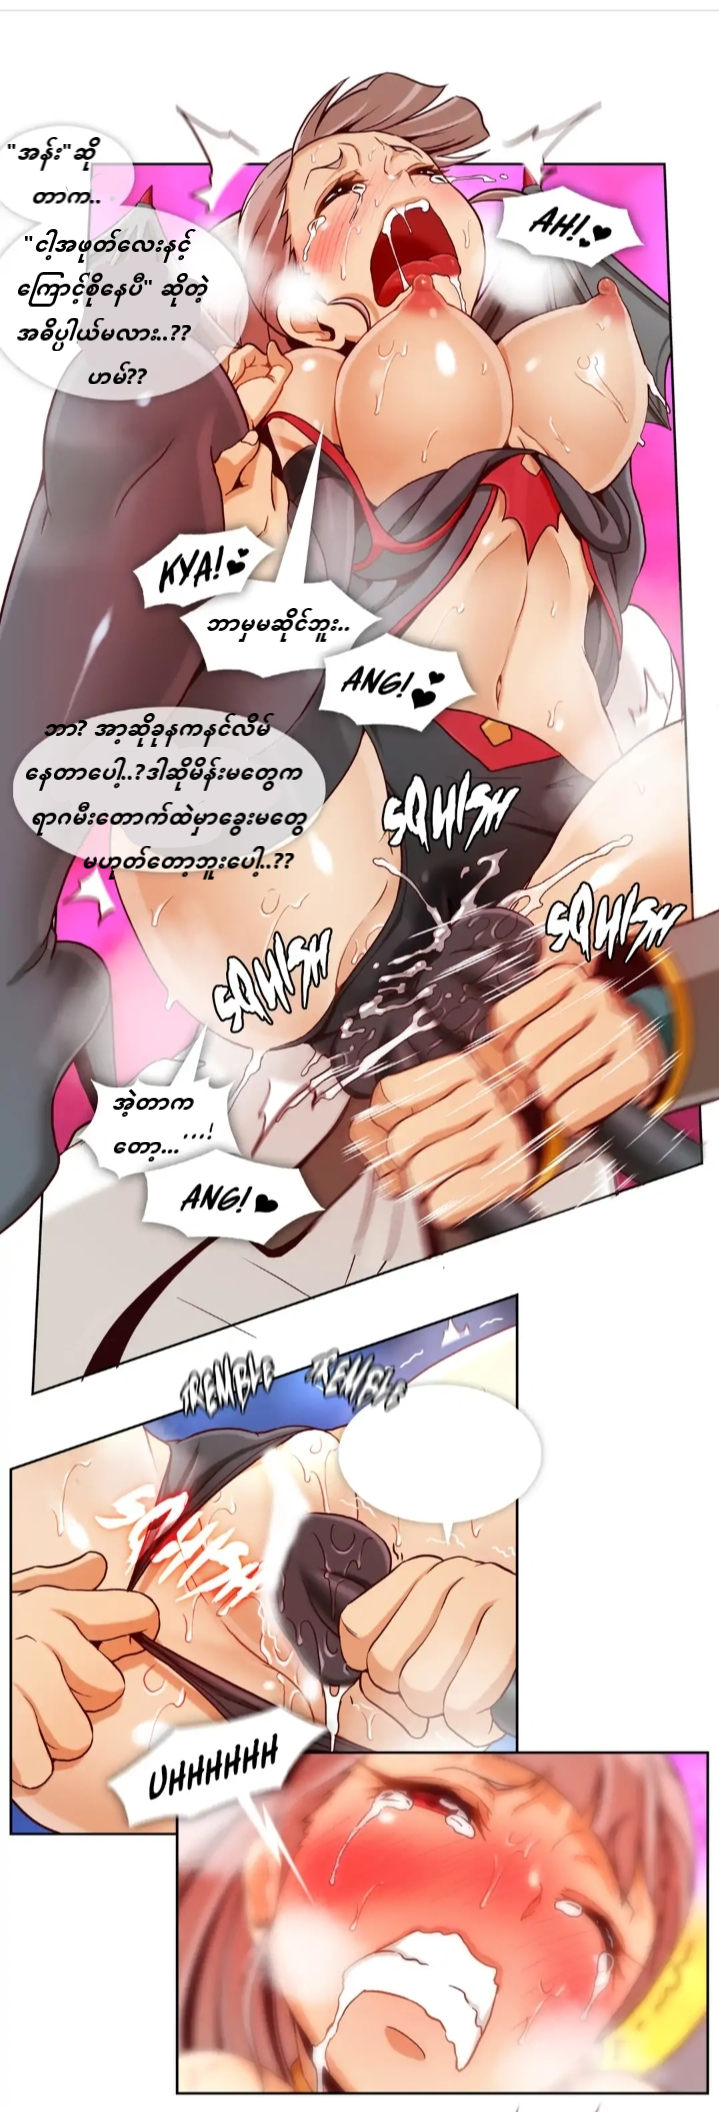 "အန်း"ဆို
တာက..
"ငါ့အဖုတ်လေးနှင့်
ကြောင့်စိုနေပီ" ဆိုတဲ့
အဓိပ္ပါယ်မလား..??
ဟမ်??
AH!
KYA!
ဘာမှမဆိုင်ဘူး..
ANG!
ဘာ? အာ့ဆိုခုနကနင်လိမ်
နေတာပေါ့..?ဒါဆိုမိန်းမတွေက
ရာဂမီးတောက်ထဲမှာခွေးမတွေ
မဟုတ်တော့ဘူးပေါ့..??
SQUISH
SQUISH
SQUISH
အဲ့တာက
တော့...''''!
ANG!
TREMBLE
TREMBLE
SQUISH
UHHHHHH